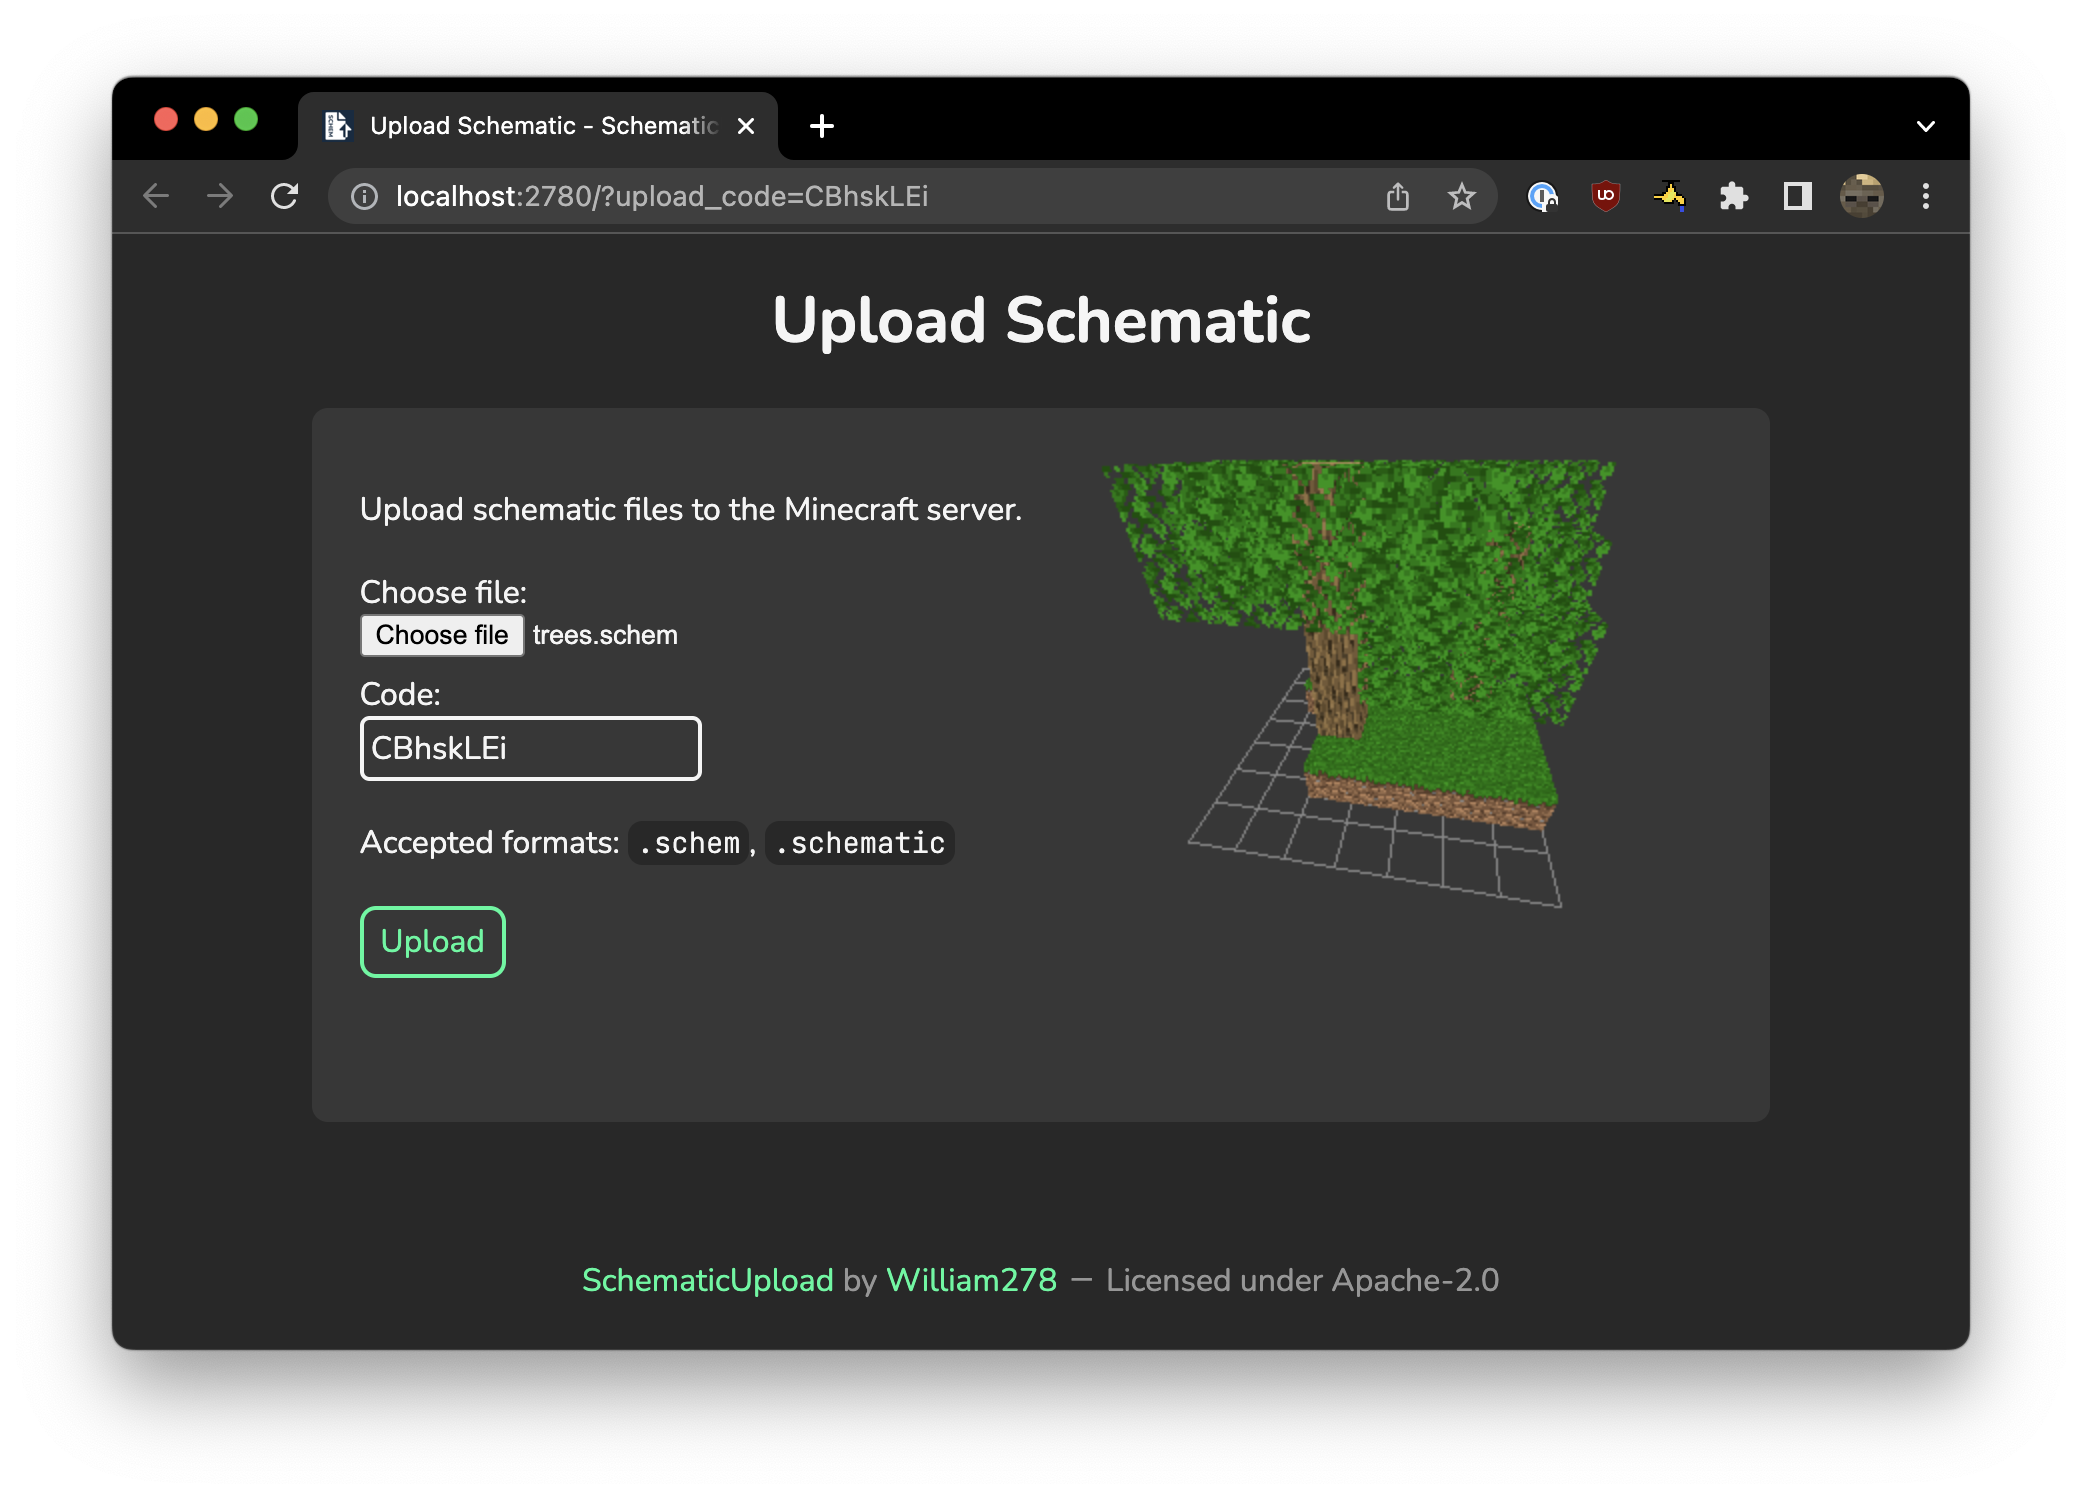 Upload Schematic - Schematic
localhost:2780/?upload_code=CBhskLEi
Upload Schematic
Upload schematic files to the Minecraft server.
Choose file:
Choose file trees.schem
Code:
CBhskLEi
Accepted formats: .schem, .schematic
Upload
SchematicUpload by William278 — Licensed under Apache-2.0